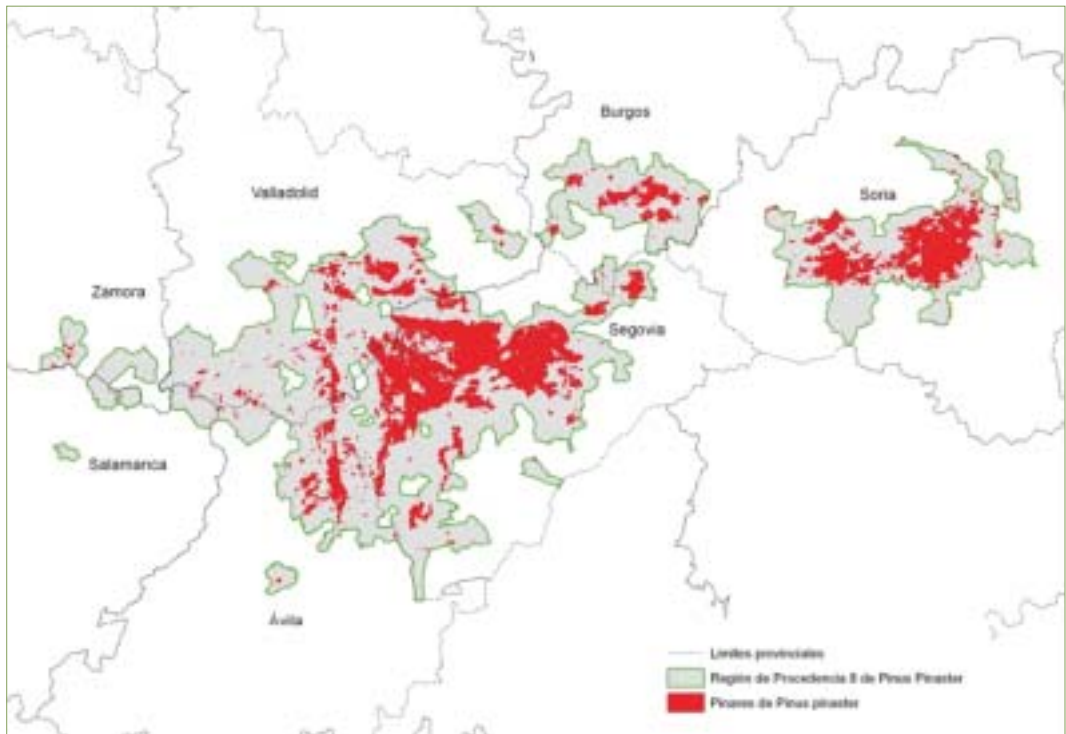 Burgos
Valladolid
Soria
Zamora
Segovia
Salamanca
Ávila
Límites provinciales
Región de Procedencia 8 de Pinus Pinaster
Pinares de Pinus pinaster